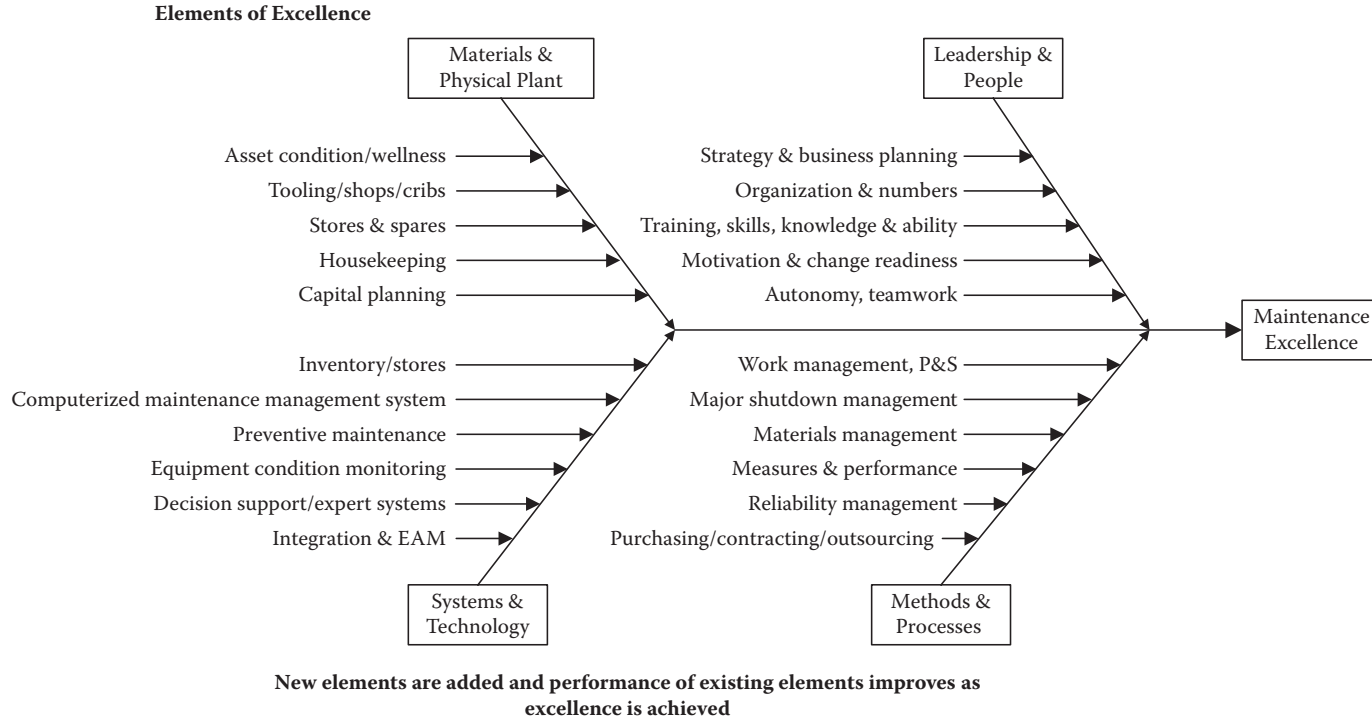 Elements of Excellence
Materials &
Physical Plant
Leadership &
People
Asset condition/wellness
Tooling/shops/cribs
Stores & spares
Housekeeping
Capital planning
Strategy & business planning
Organization & numbers
Training, skills, knowledge & ability
Motivation & change readiness
Autonomy, teamwork
Maintenance
Excellence
Inventory/stores
Computerized maintenance management system
Preventive maintenance
Equipment condition monitoring
Decision support/expert systems
Integration & EAM
Work management, P&S
Major shutdown management
Materials management
Measures & performance
Reliability management
Purchasing/contracting/outsourcing
Systems &
Technology
Methods &
Processes
New elements are added and performance of existing elements improves as
excellence is achieved